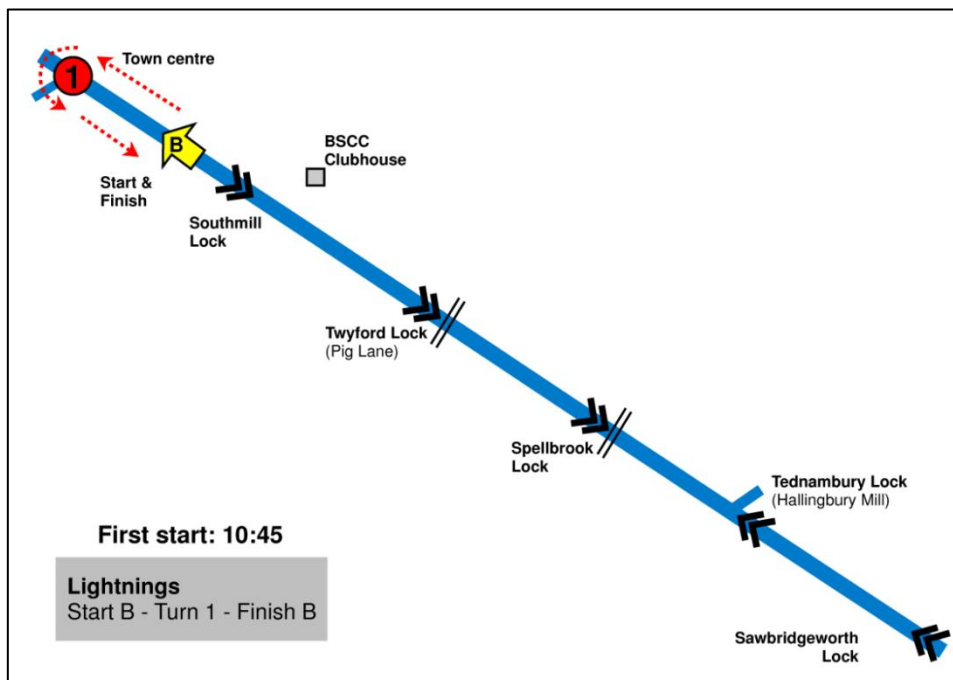 Town centre
1
B
BSCC
Clubhouse
Start &
Finish
Southmill
Lock
Twyford Lock
(Pig Lane)
Spellbrook
Lock
Tednambury Lock
(Hallingbury Mill)
First start: 10:45
Lightnings
Start B - Turn 1 - Finish B
Sawbridgeworth
Lock